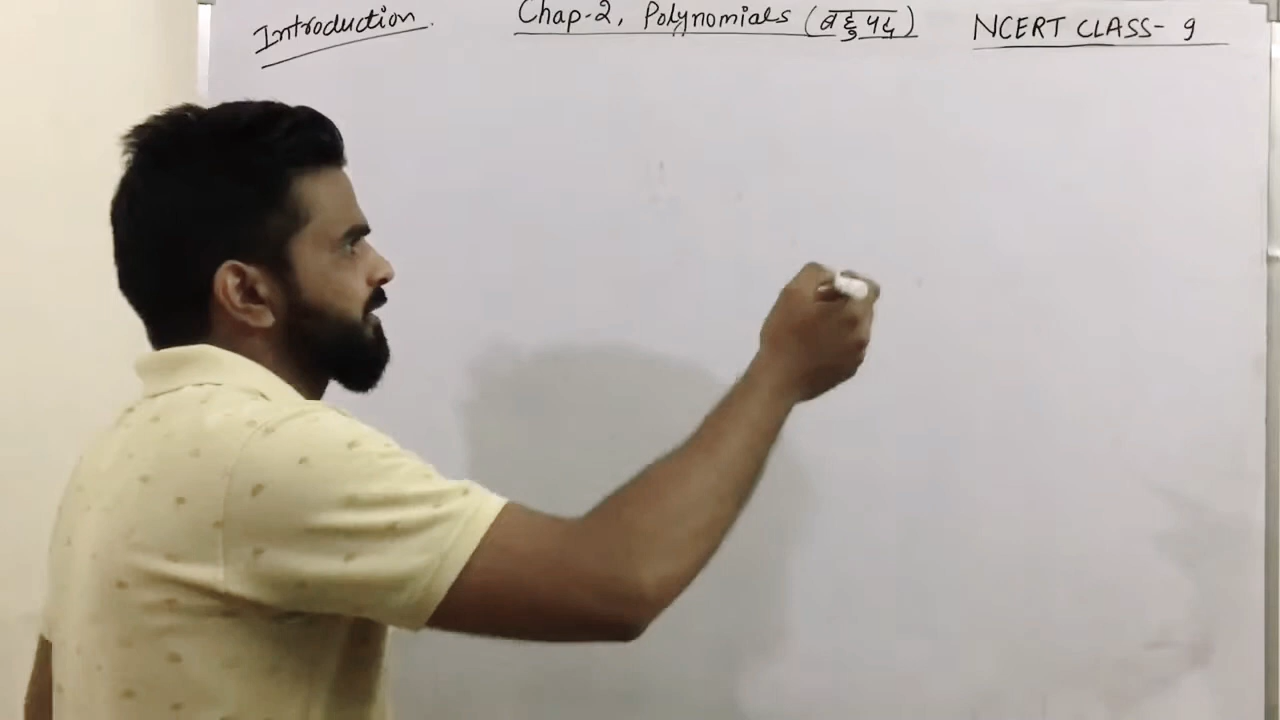 Introduction.
Chap-2, Polynomials (बहुपद)
NCERT CLASS- 9